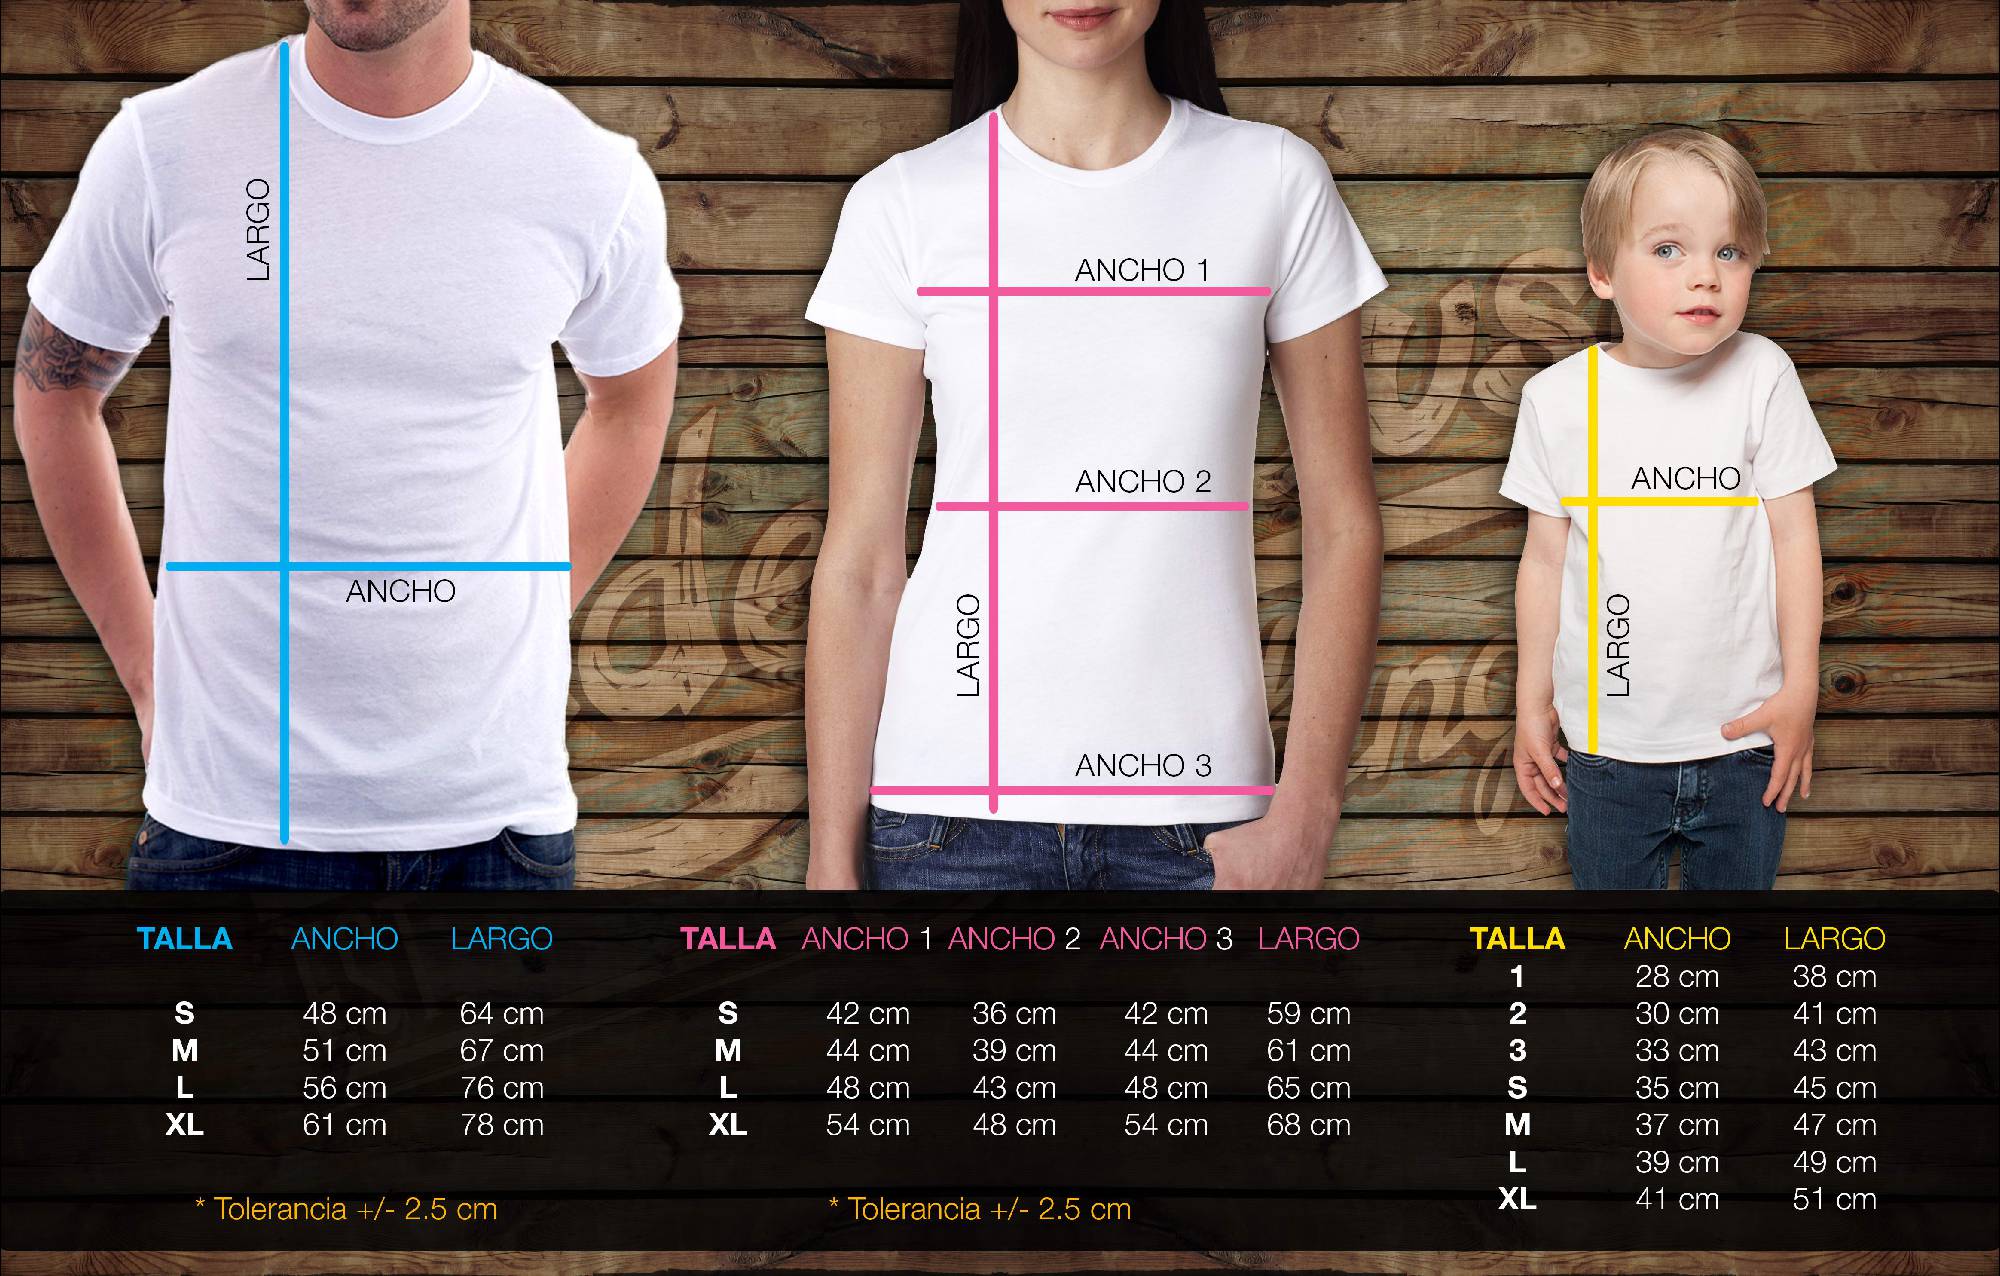 LARGO
ANCHO
ANCHO 1
ANCHO 2
LARGO
ANCHO 3
ANCHO
LARGO
TALLA ANCHO LARGO
S 48 cm 64 cm
M 51 cm 67 cm
L 56 cm 76 cm
XL 61 cm 78 cm
* Tolerancia +/- 2.5 cm
TALLA ANCHO 1 ANCHO 2 ANCHO 3 LARGO
S 42 cm 36 cm 42 cm 59 cm
M 44 cm 39 cm 44 cm 61 cm
L 48 cm 43 cm 48 cm 65 cm
XL 54 cm 48 cm 54 cm 68 cm
* Tolerancia +/- 2.5 cm
TALLA ANCHO LARGO
1 28 cm 38 cm
2 30 cm 41 cm
3 33 cm 43 cm
S 35 cm 45 cm
M 37 cm 47 cm
L 39 cm 49 cm
XL 41 cm 51 cm